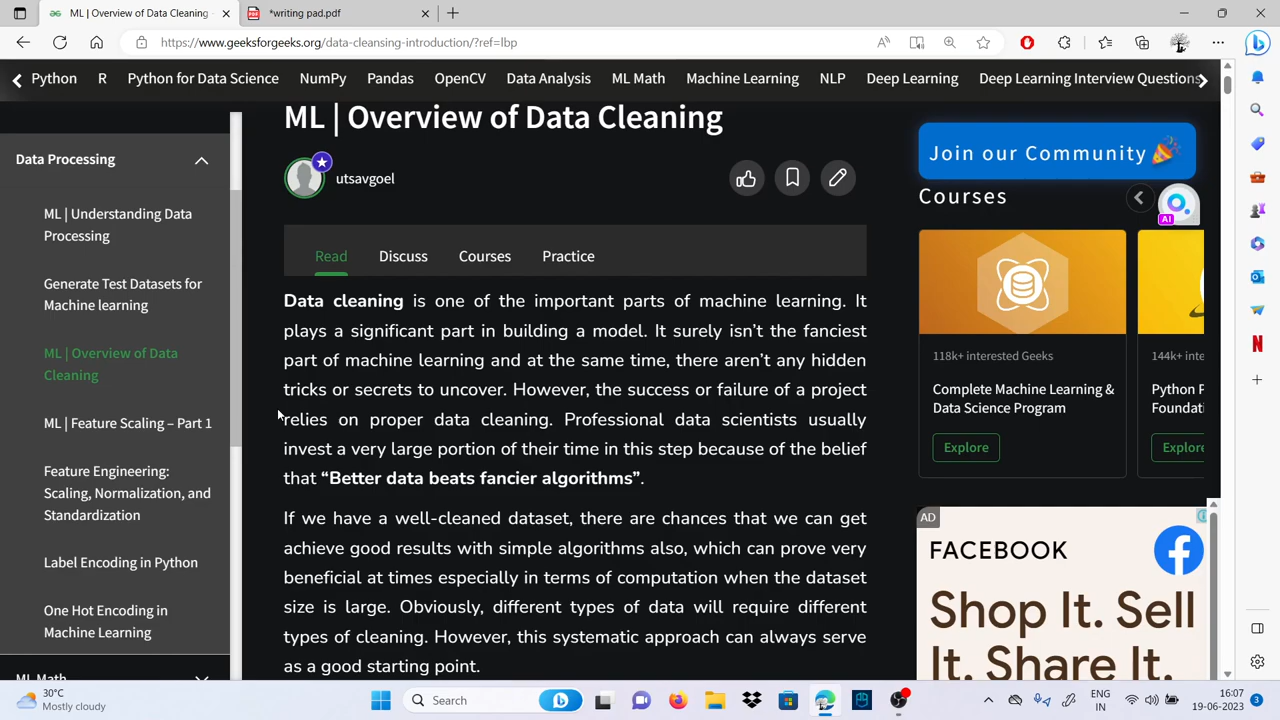 ML | Overview of Data Cleaning
*writing pad.pdf
https://www.geeksforgeeks.org/data-cleansing-introduction/?ref=lbp
Python R Python for Data Science NumPy Pandas OpenCV Data Analysis ML Math Machine Learning NLP Deep Learning Deep Learning Interview Questions
Data Processing
ML | Understanding Data
Processing
Generate Test Datasets for
Machine learning
ML | Overview of Data
Cleaning
ML | Feature Scaling – Part 1
Feature Engineering:
Scaling, Normalization, and
Standardization
Label Encoding in Python
One Hot Encoding in
Machine Learning
ML Math
ML | Overview of Data Cleaning
utsavgoel
Read Discuss Courses Practice
Data cleaning is one of the important parts of machine learning. It
plays a significant part in building a model. It surely isn’t the fanciest
part of machine learning and at the same time, there aren’t any hidden
tricks or secrets to uncover. However, the success or failure of a project
relies on proper data cleaning. Professional data scientists usually
invest a very large portion of their time in this step because of the belief
that “Better data beats fancier algorithms”.
If we have a well-cleaned dataset, there are chances that we can get
achieve good results with simple algorithms also, which can prove very
beneficial at times especially in terms of computation when the dataset
size is large. Obviously, different types of data will require different
types of cleaning. However, this systematic approach can always serve
as a good starting point.
Join our Community
Courses
AI
118k+ interested Geeks
Complete Machine Learning &
Data Science Program
Explore
144k+ inte
Python P
Foundati
Explore
AD
FACEBOOK
Shop It. Sell
It. Share It.
30°C
Mostly cloudy
Search
ENG
IN
16:07
19-06-2023
3